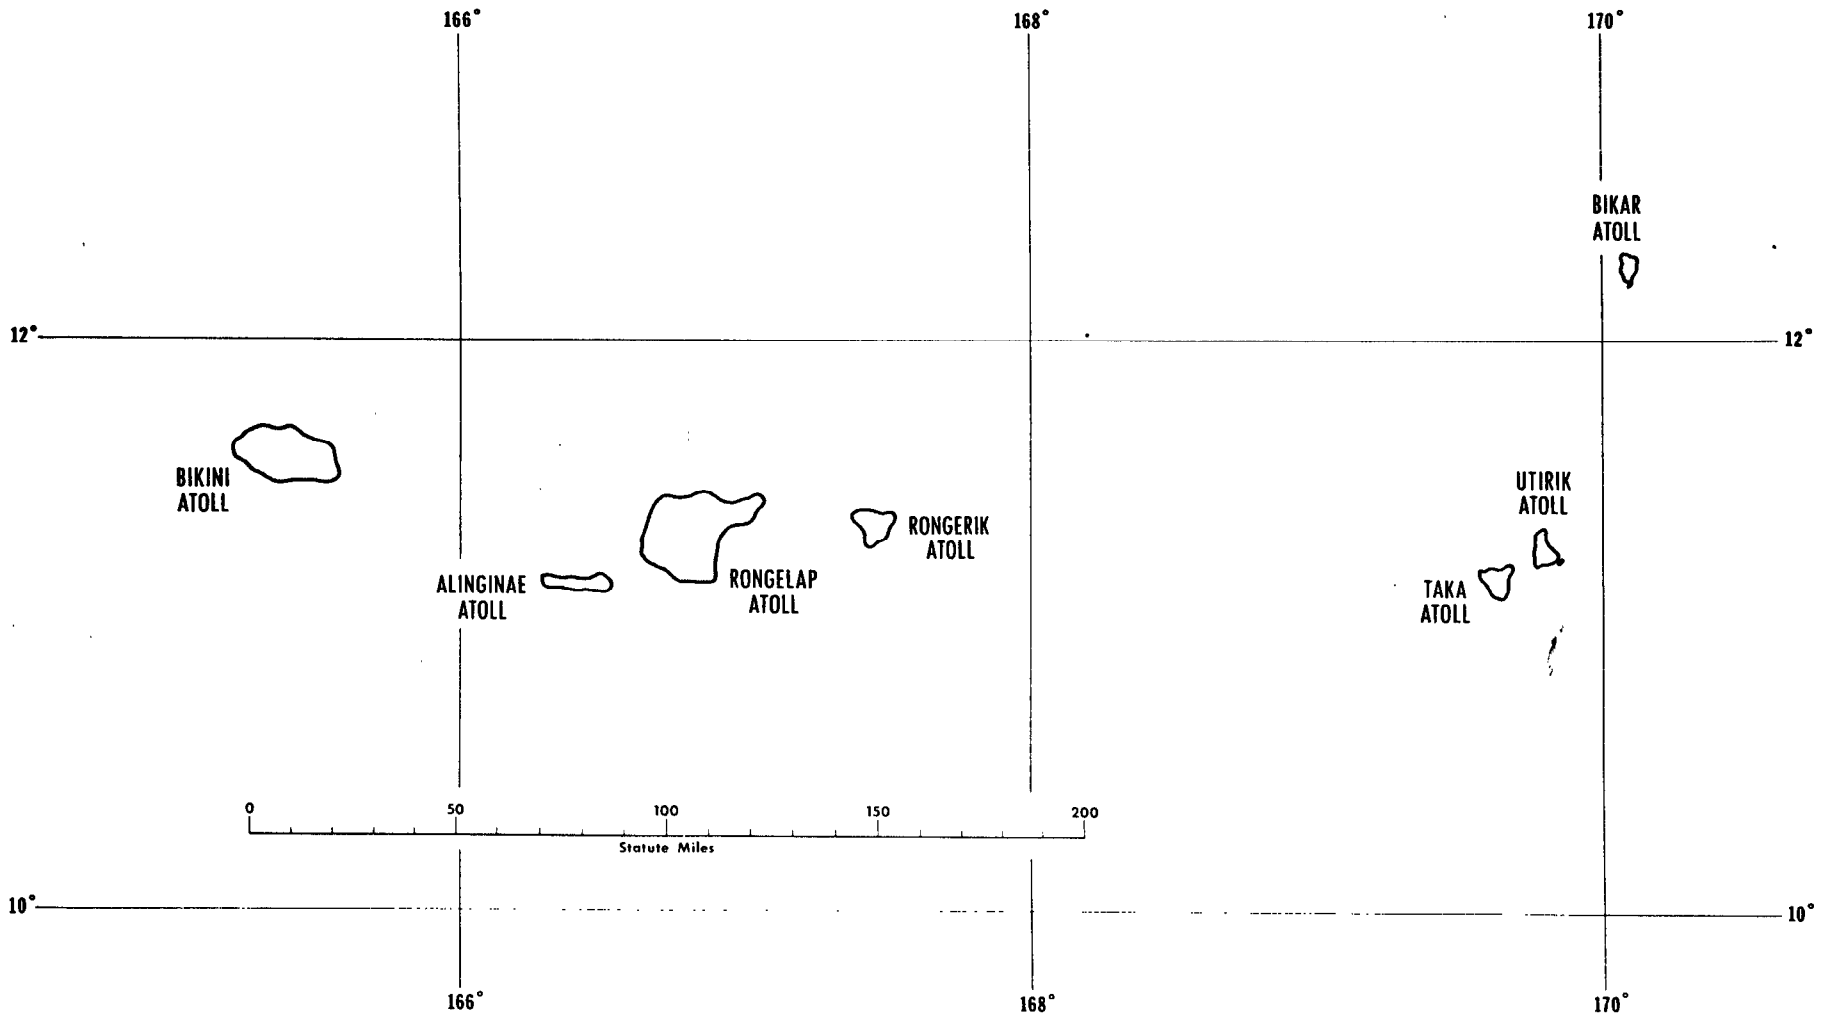 166°
168°
170°
BIKAR
ATOLL
12°
12°
BIKINI
ATOLL
UTIRIK
ATOLL
RONGERIK
ATOLL
ALINGINAE
ATOLL
RONGELAP
ATOLL
TAKA
ATOLL
0
50
100
150
200
Statute Miles
10°
10°
166°
168°
170°